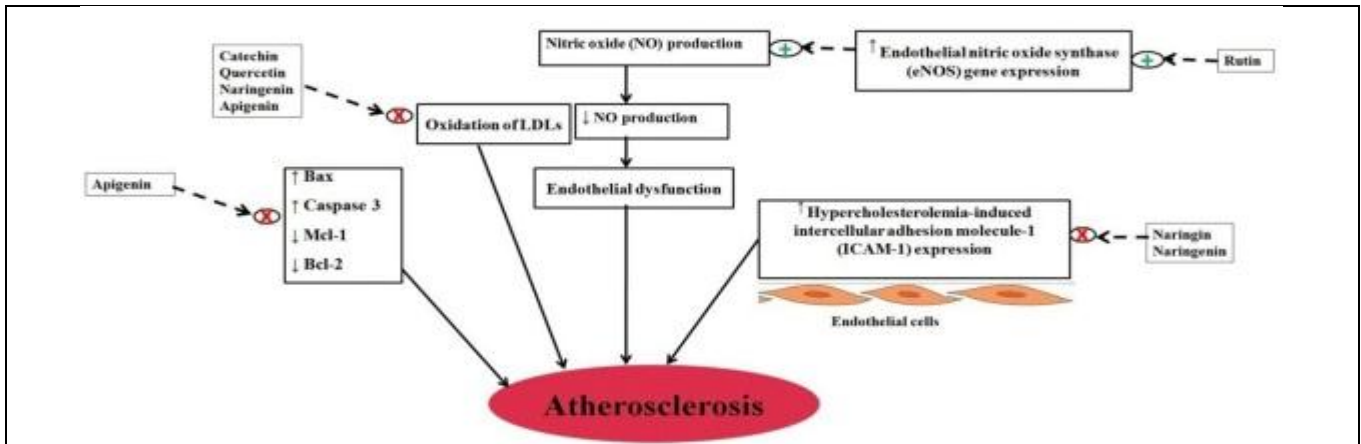 Catechin
Quercetin
Naringenin
Apigenin
Oxidation of LDLs
Nitric oxide (NO) production
+
↑ Endothelial nitric oxide synthase
(eNOS) gene expression
+
Rutin
↓ NO production
Endothelial dysfunction
Apigenin
X
X
↑ Bax
↑ Caspase 3
↓ Mcl-1
↓ Bcl-2
↑ Hypercholesterolemia-induced
intercellular adhesion molecule-1
(ICAM-1) expression
X
Naringin
Naringenin
Endothelial cells
Atherosclerosis